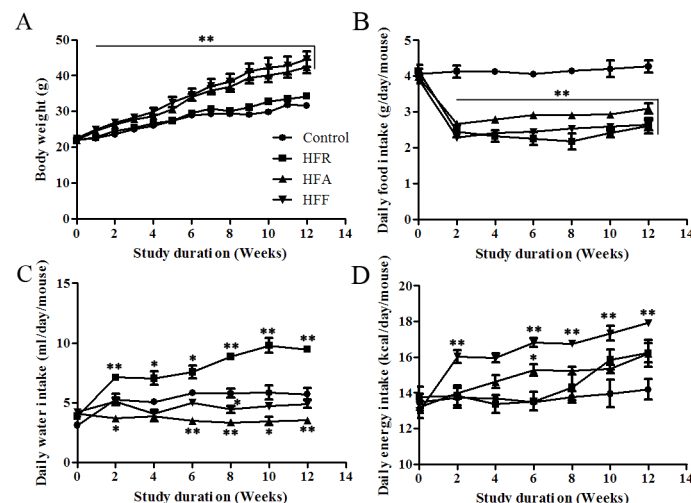 A
Body weight (g)
50
40
30
20
10
0
**
Control
HFR
HFA
HFF
0 2 4 6 8 10 12 14
Study duration (Weeks)
B
Daily food intake (g/day/mouse)
6
4
2
0
**
0 2 4 6 8 10 12 14
Study duration (Weeks)
C
Daily water intake (ml/day/mouse)
15
10
5
0
** * * ** ** **
*
* ** ** * **
0 2 4 6 8 10 12 14
Study duration (Weeks)
D
Daily energy intake (kcal/day/mouse)
18
16
14
12
10
** ** ** ** **
*
0 2 4 6 8 10 12 14
Study duration (Weeks)